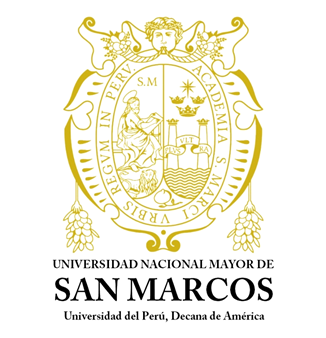 ACADEMIA S MARCI VRBIS REGVM IN PERV
S.M
UNIVERSIDAD NACIONAL MAYOR DE
SAN MARCOS
Universidad del Perú, Decana de América